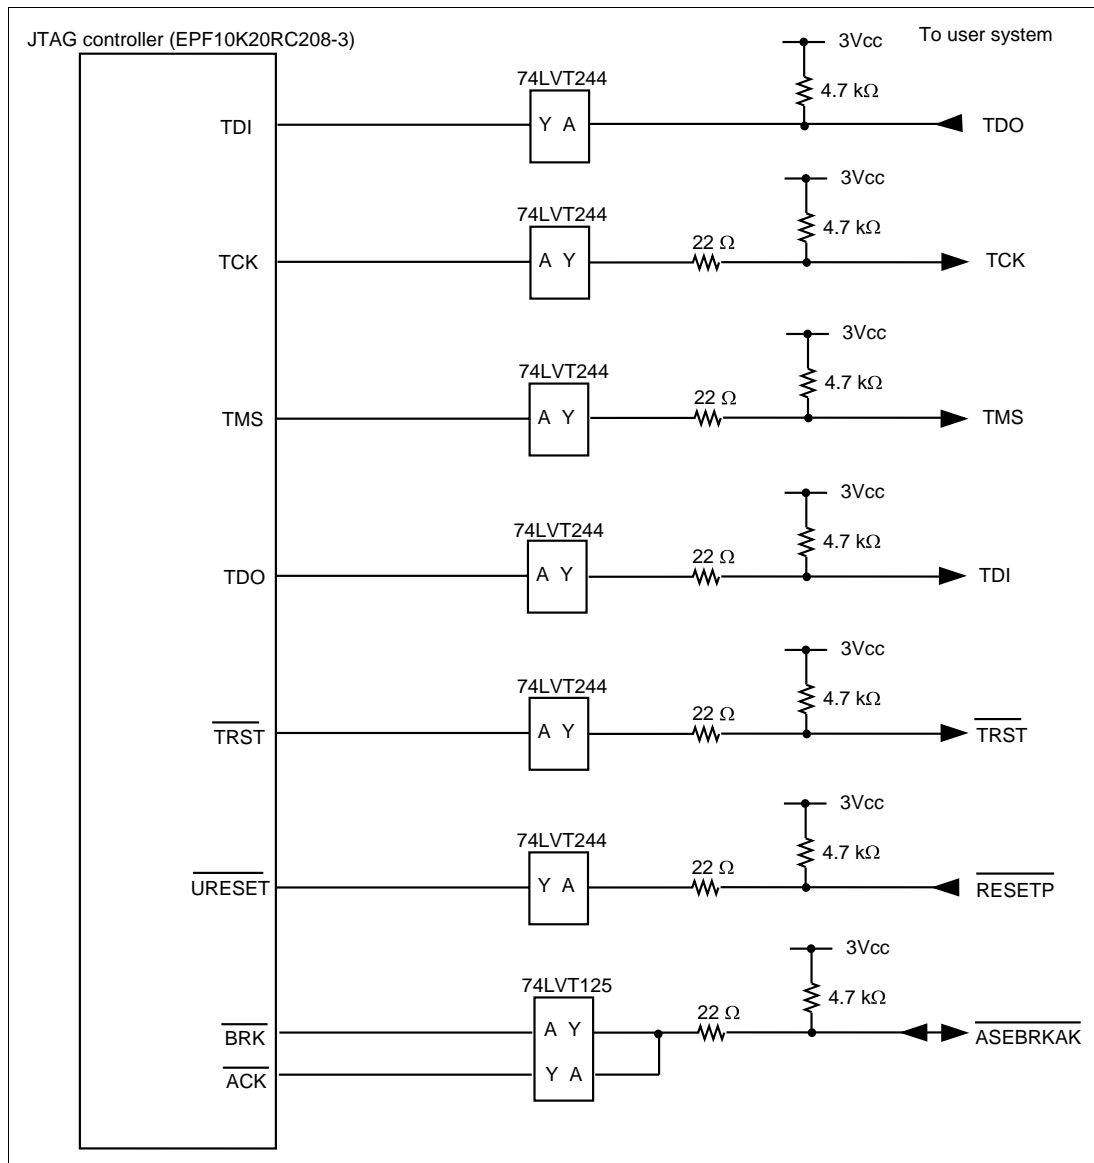 JTAG controller (EPF10K20RC208-3)
To user system
3Vcc
74LVT244
4.7 kΩ
TDI
Y A
TDO
3Vcc
74LVT244
22 Ω
4.7 kΩ
TCK
A Y
TCK
3Vcc
74LVT244
22 Ω
4.7 kΩ
TMS
A Y
TMS
3Vcc
74LVT244
22 Ω
4.7 kΩ
TDO
A Y
TDI
3Vcc
74LVT244
22 Ω
4.7 kΩ
TRST
A Y
TRST
3Vcc
74LVT244
22 Ω
4.7 kΩ
URESET
Y A
RESETP
3Vcc
74LVT125
22 Ω
4.7 kΩ
BRK
A Y
ASEBRKAK
ACK
Y A